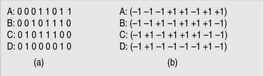 A: 0 0 0 1 1 0 1 1
B: 0 0 1 0 1 1 1 0
C: 0 1 0 1 1 1 0 0
D: 0 1 0 0 0 0 1 0
(a)
A: (−1 −1 −1 +1 +1 −1 +1 +1)
B: (−1 −1 +1 −1 +1 +1 +1 −1)
C: (−1 +1 −1 +1 +1 +1 −1 −1)
D: (−1 +1 −1 −1 −1 −1 +1 −1)
(b)